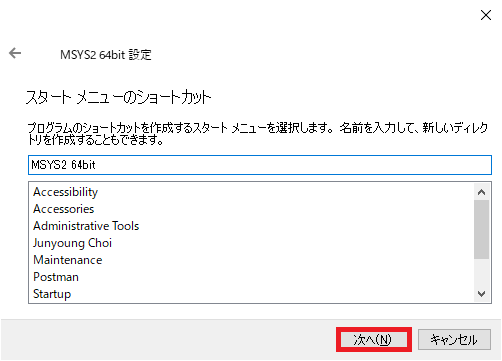 MSYS2 64bit 設定
スタート メニューのショートカット
プログラムのショートカットを作成するスタート メニューを選択します。 名前を入力して、新しいディレク
トリを作成することもできます。
MSYS2 64bit
Accessibility
Accessories
Administrative Tools
Junyoung Choi
Maintenance
Postman
Startup
次へ(N) キャンセル